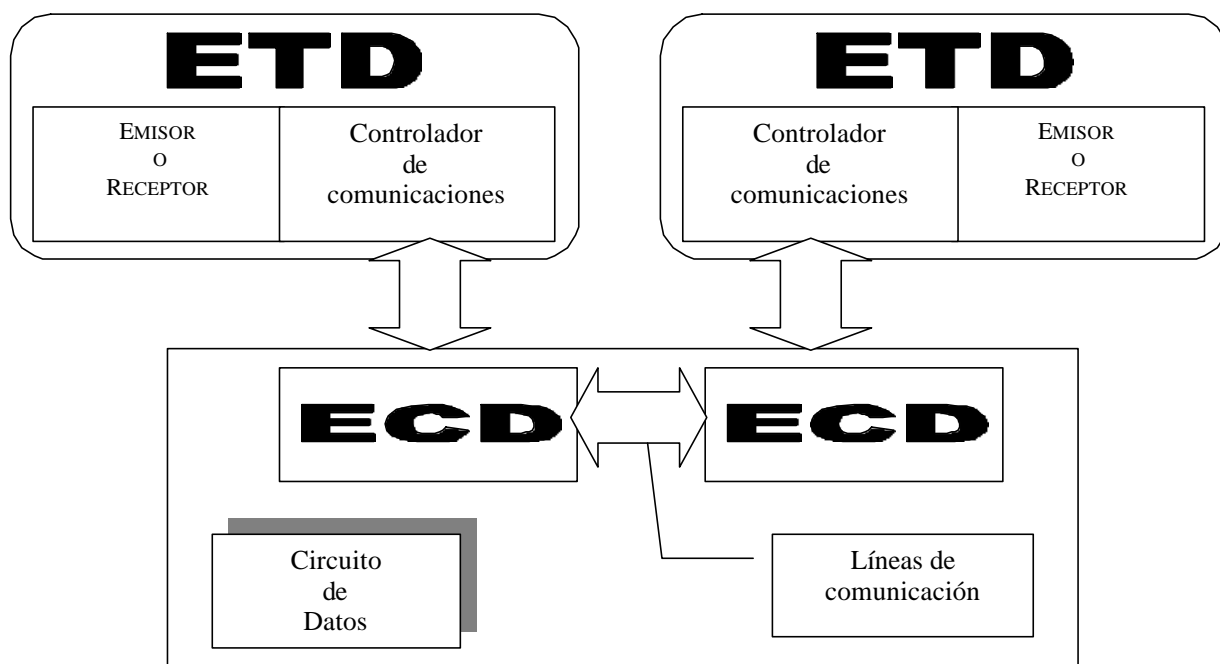 ETD
EMISOR
O
RECEPTOR
Controlador
de
comunicaciones
ETD
Controlador
de
comunicaciones
EMISOR
O
RECEPTOR
ECD
ECD
Circuito
de
Datos
Líneas de
comunicación